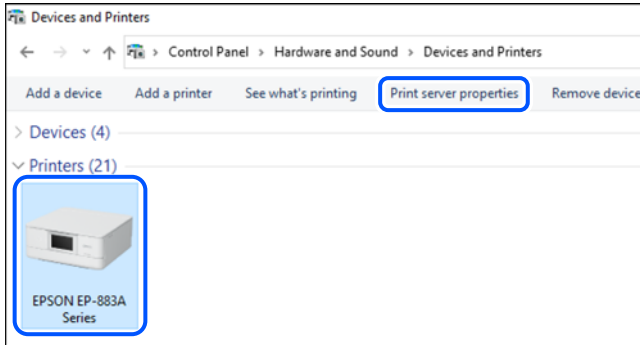 Devices and Printers
Control Panel > Hardware and Sound > Devices and Printers
Add a device Add a printer See what's printing Print server properties Remove device
Devices (4)
Printers (21)
EPSON EP-883A
Series